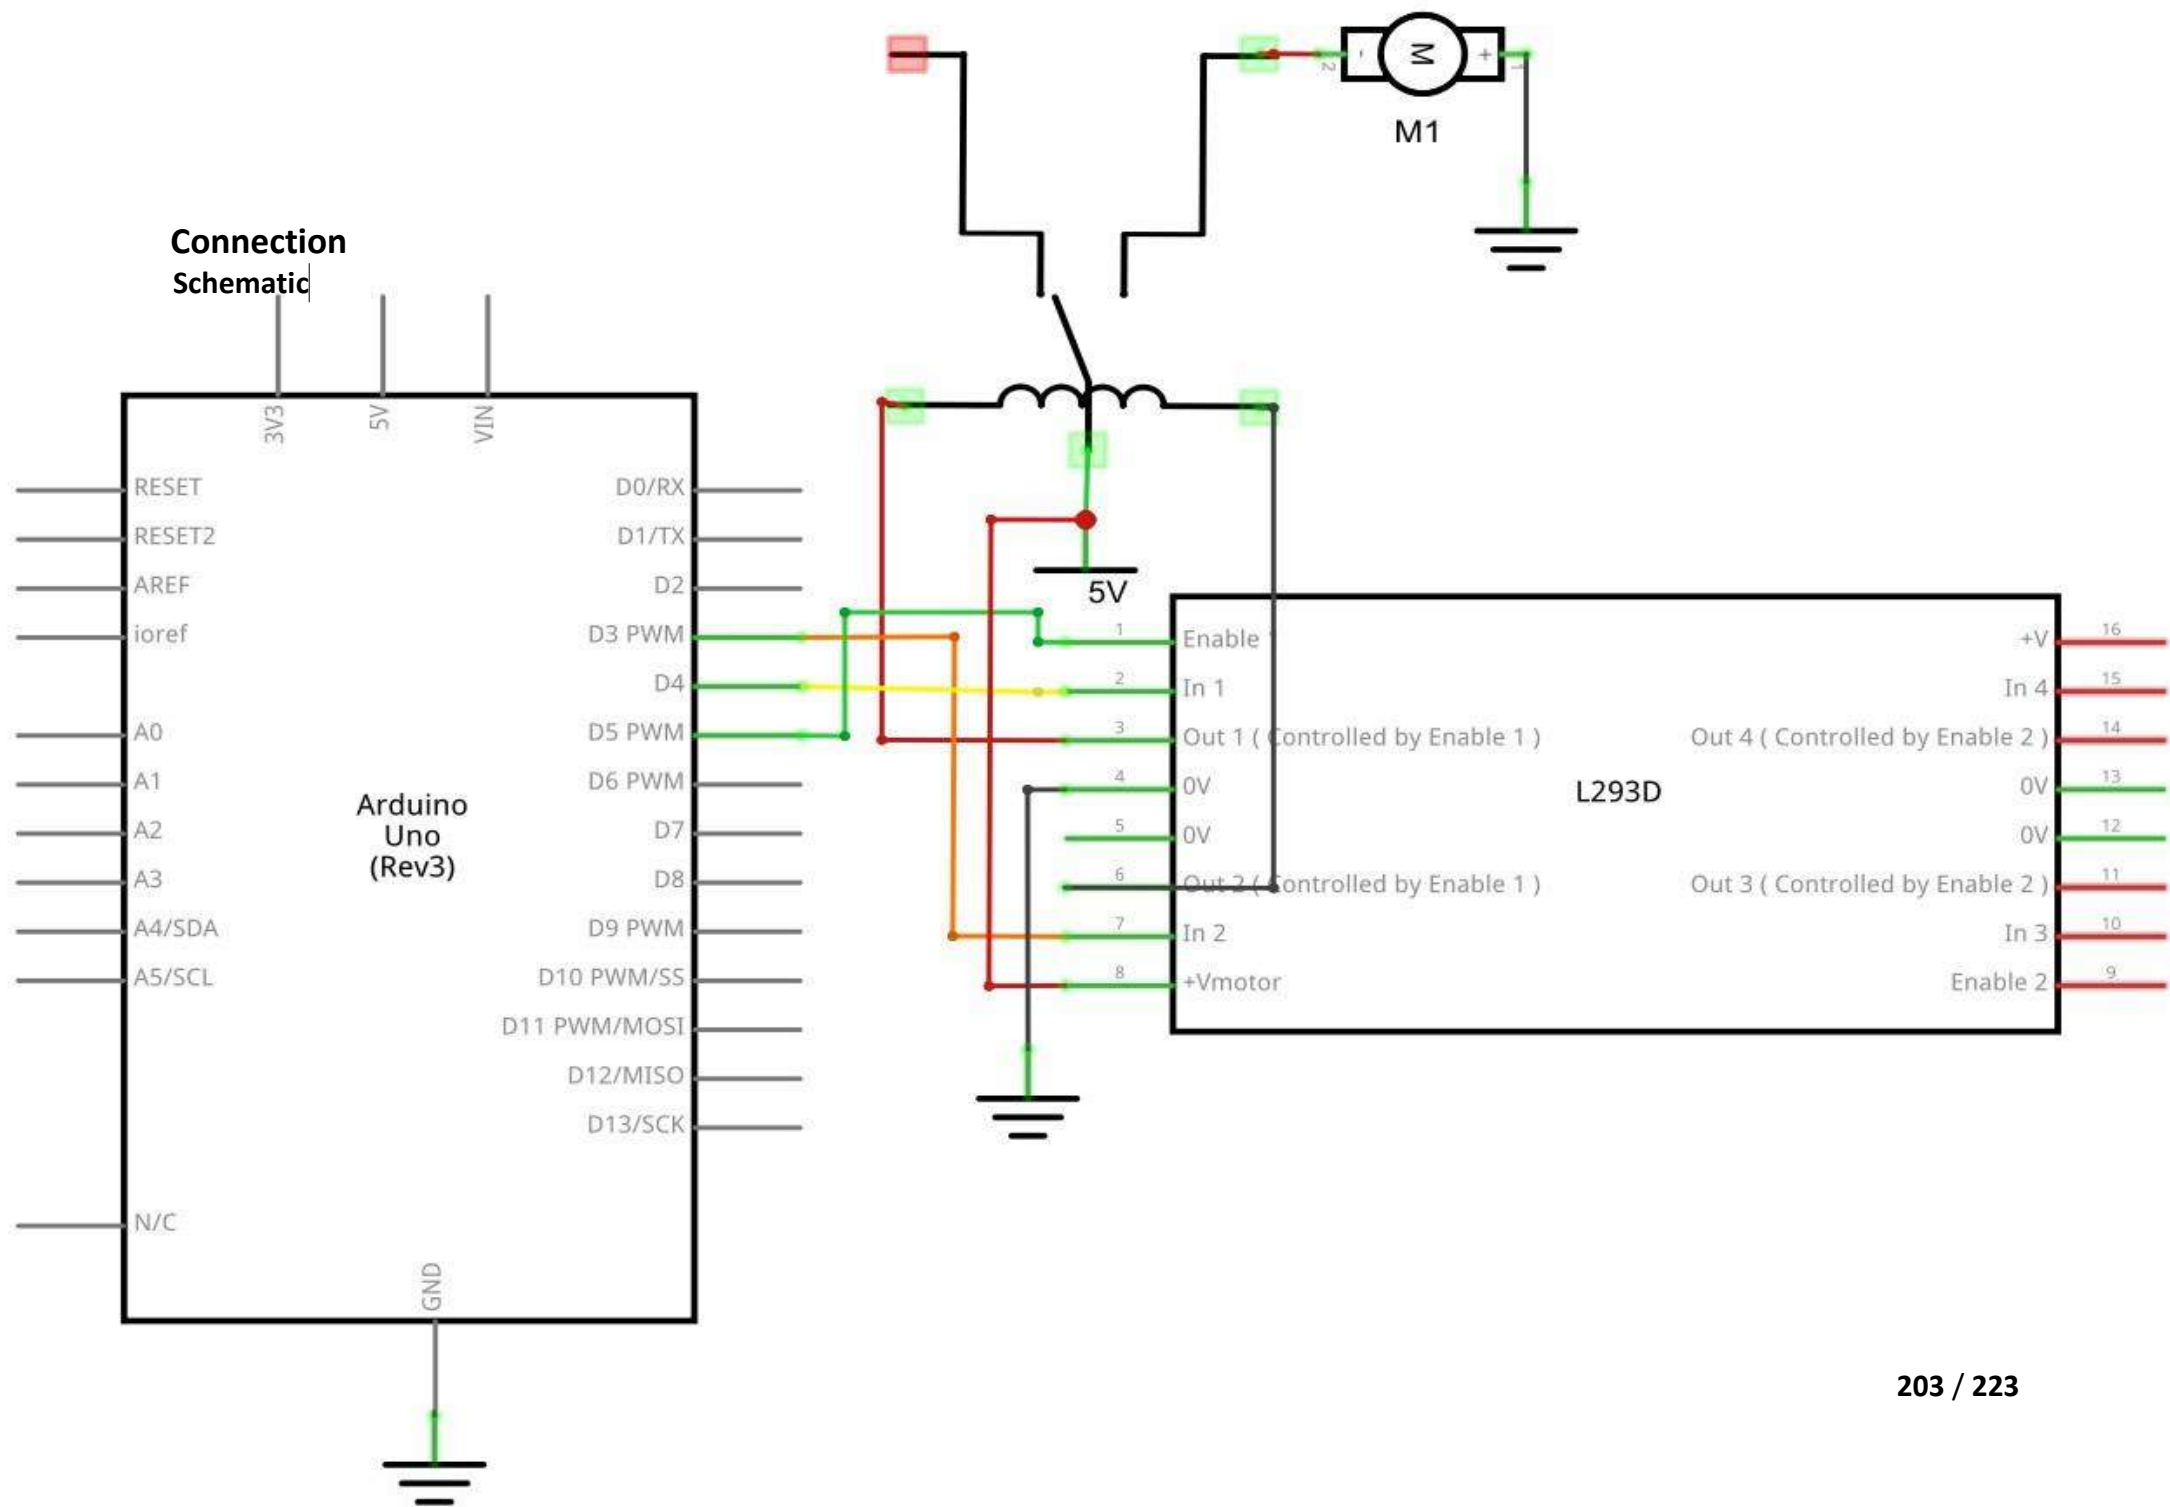 2
-
M
+
1
M1
Connection
Schematic
3V3
5V
VIN
RESET
RESET2
AREF
ioref
A0
A1
A2
A3
A4/SDA
A5/SCL
N/C
Arduino
Uno
(Rev3)
D0/RX
D1/TX
D2
D3 PWM
D4
D5 PWM
D6 PWM
D7
D8
D9 PWM
D10 PWM/SS
D11 PWM/MOSI
D12/MISO
D13/SCK
GND
5V
1 Enable
2 In 1
3 Out 1 ( Controlled by Enable 1 )
4 0V
5 0V
6 Out 2 ( Controlled by Enable 1 )
7 In 2
8 +Vmotor
L293D
+V 16
In 4 15
Out 4 ( Controlled by Enable 2 ) 14
0V 13
0V 12
Out 3 ( Controlled by Enable 2 ) 11
In 3 10
Enable 2 9
203 / 223